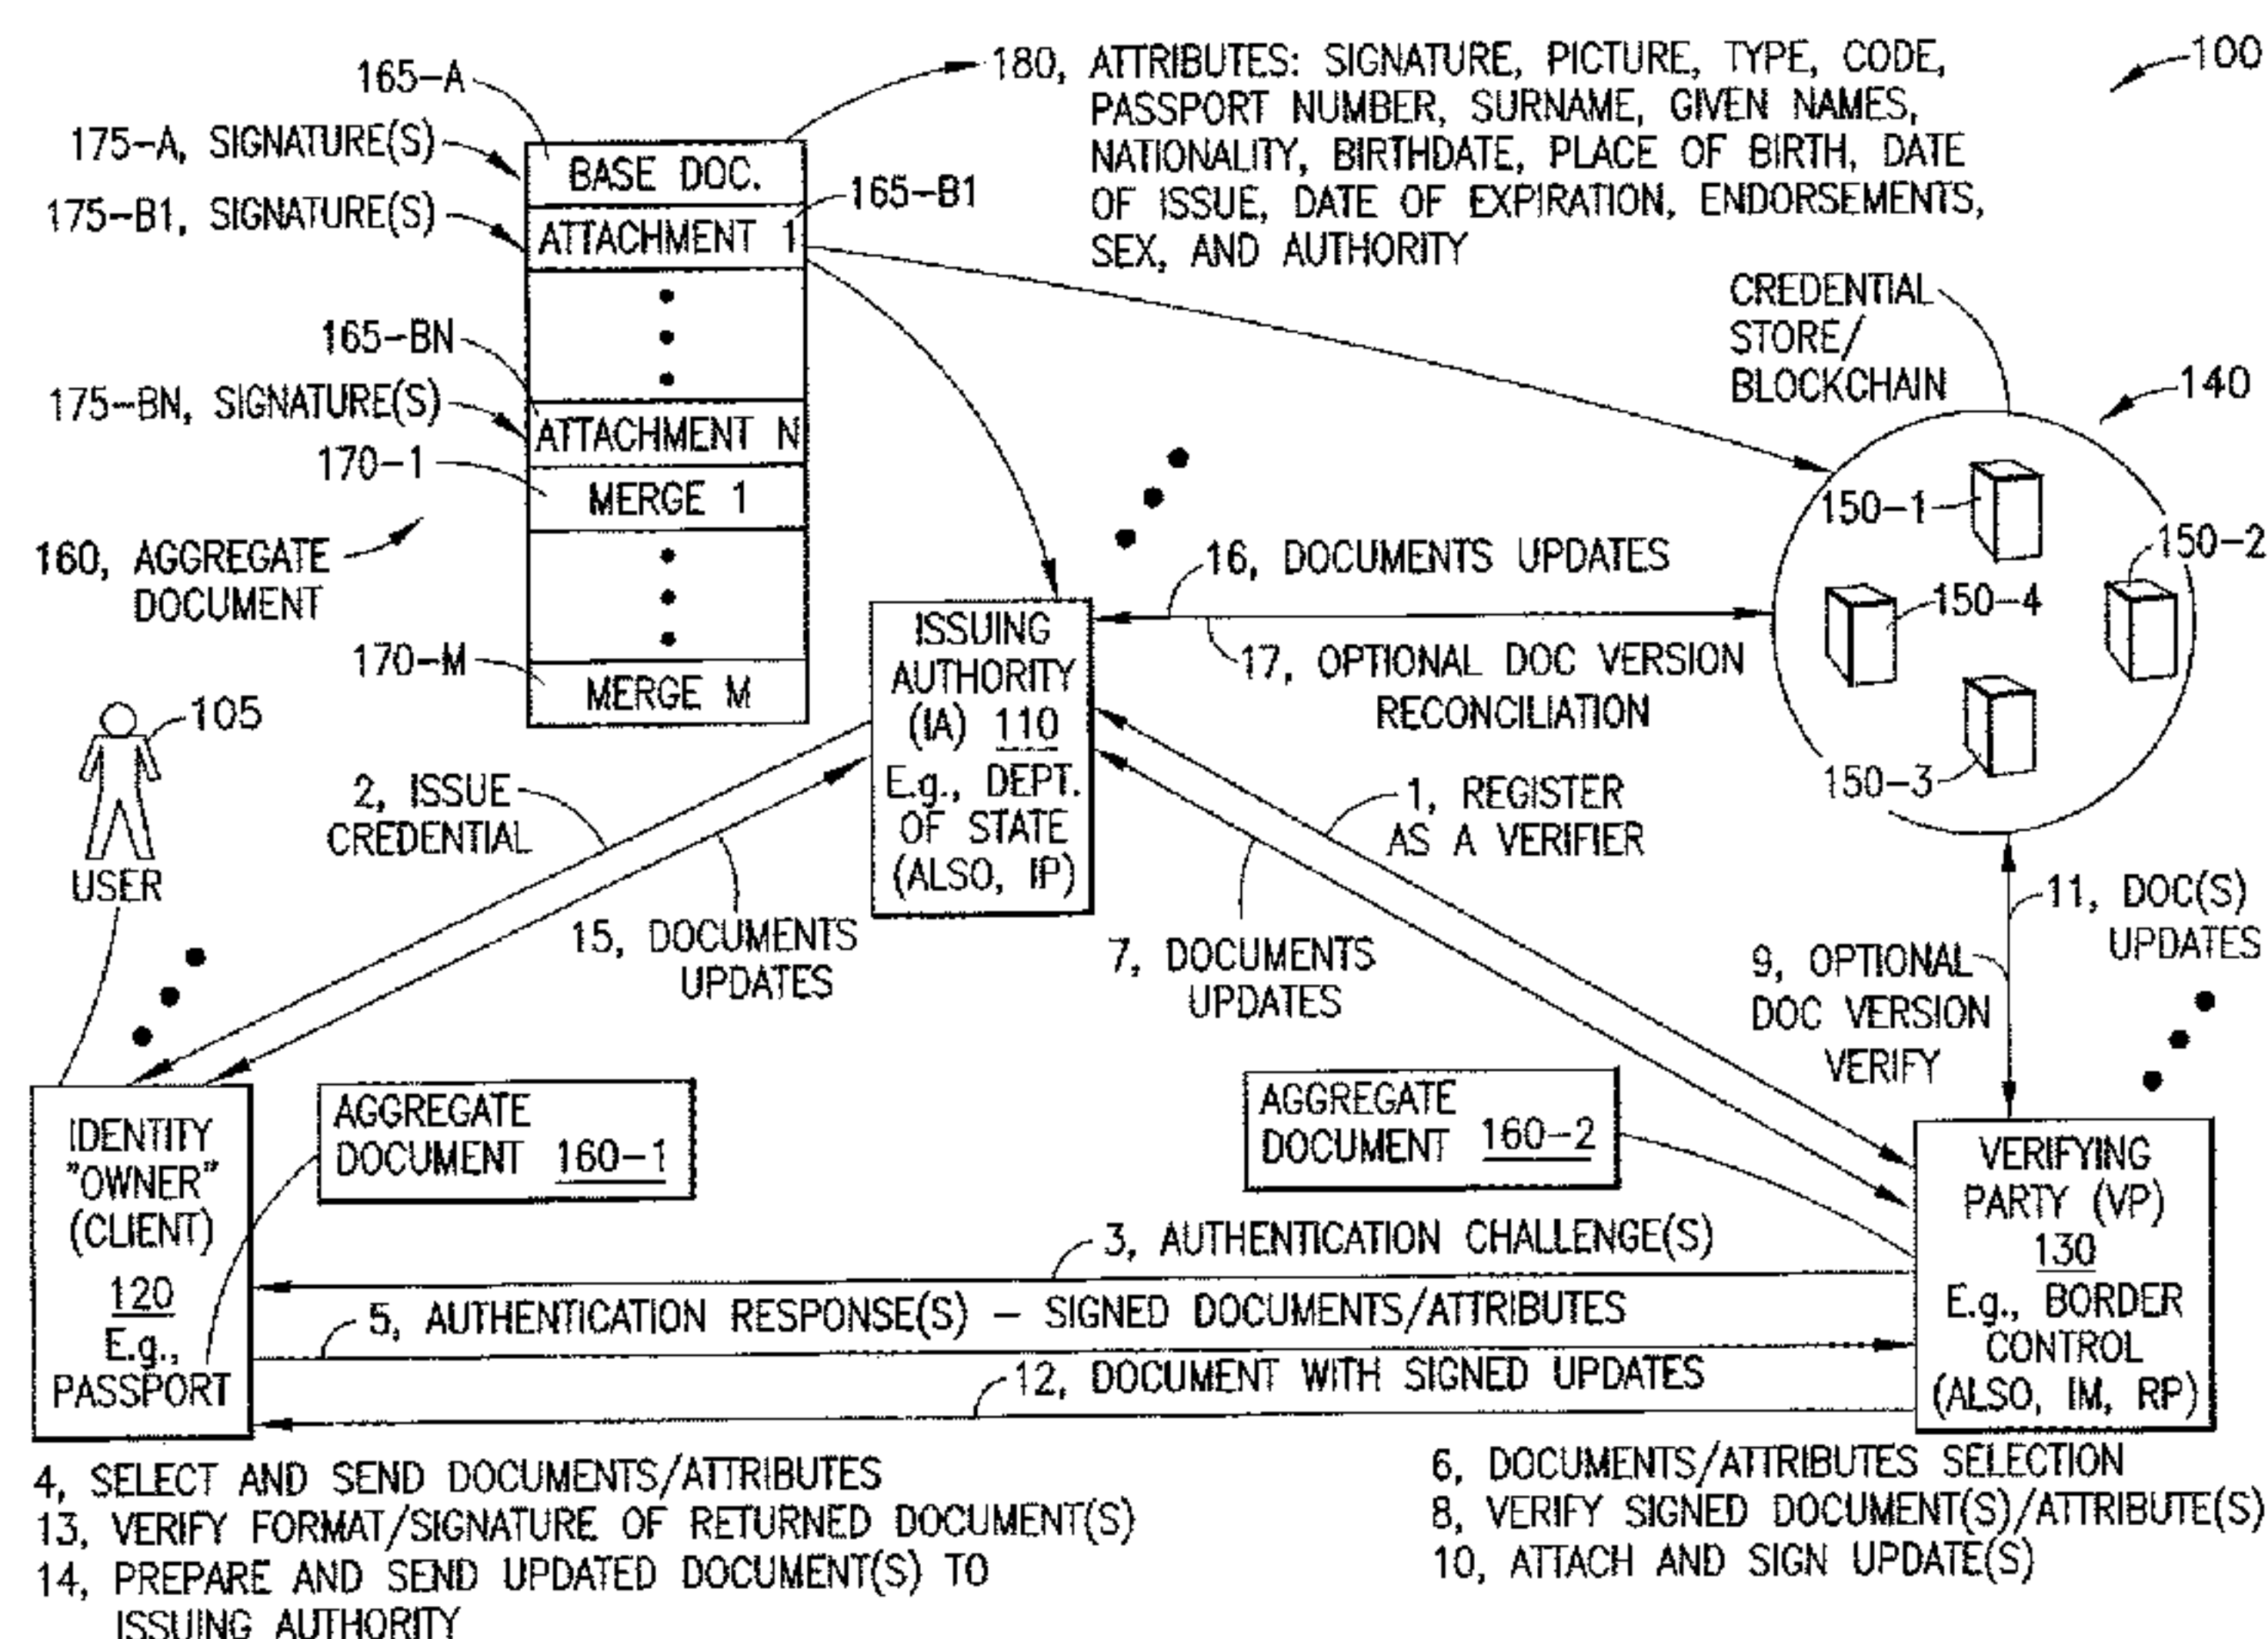 165-A
175-A, SIGNATURE(S)
175-B1, SIGNATURE(S)
BASE DOC.
ATTACHMENT 1
165-B1
180, ATTRIBUTES: SIGNATURE, PICTURE, TYPE, CODE,
PASSPORT NUMBER, SURNAME, GIVEN NAMES,
NATIONALITY, BIRTHDATE, PLACE OF BIRTH, DATE
OF ISSUE, DATE OF EXPIRATION, ENDORSEMENTS,
SEX, AND AUTHORITY
100
165-BN
175-BN, SIGNATURE(S)
ATTACHMENT N
170-1
MERGE 1
160, AGGREGATE
DOCUMENT
170-M
MERGE M
CREDENTIAL
STORE/
BLOCKCHAIN
140
150-1
150-2
150-4
150-3
16, DOCUMENTS UPDATES
17, OPTIONAL DOC VERSION
RECONCILIATION
ISSUING
AUTHORITY
(IA) 110
E.g., DEPT.
OF STATE
(ALSO, IP)
105
USER
2, ISSUE
CREDENTIAL
15, DOCUMENTS
UPDATES
1, REGISTER
AS A VERIFIER
7, DOCUMENTS
UPDATES
11, DOC(S)
UPDATES
9, OPTIONAL
DOC VERSION
VERIFY
IDENTITY
"OWNER"
(CLIENT)
120
E.g.,
PASSPORT
AGGREGATE
DOCUMENT 160-1
AGGREGATE
DOCUMENT 160-2
VERIFYING
PARTY (VP)
130
E.g., BORDER
CONTROL
(ALSO, IM, RP)
3, AUTHENTICATION CHALLENGE(S)
5, AUTHENTICATION RESPONSE(S) – SIGNED DOCUMENTS/ATTRIBUTES
12, DOCUMENT WITH SIGNED UPDATES
4, SELECT AND SEND DOCUMENTS/ATTRIBUTES
13, VERIFY FORMAT/SIGNATURE OF RETURNED DOCUMENT(S)
14, PREPARE AND SEND UPDATED DOCUMENT(S) TO
ISSUING AUTHORITY
6, DOCUMENTS/ATTRIBUTES SELECTION
8, VERIFY SIGNED DOCUMENT(S)/ATTRIBUTE(S)
10, ATTACH AND SIGN UPDATE(S)